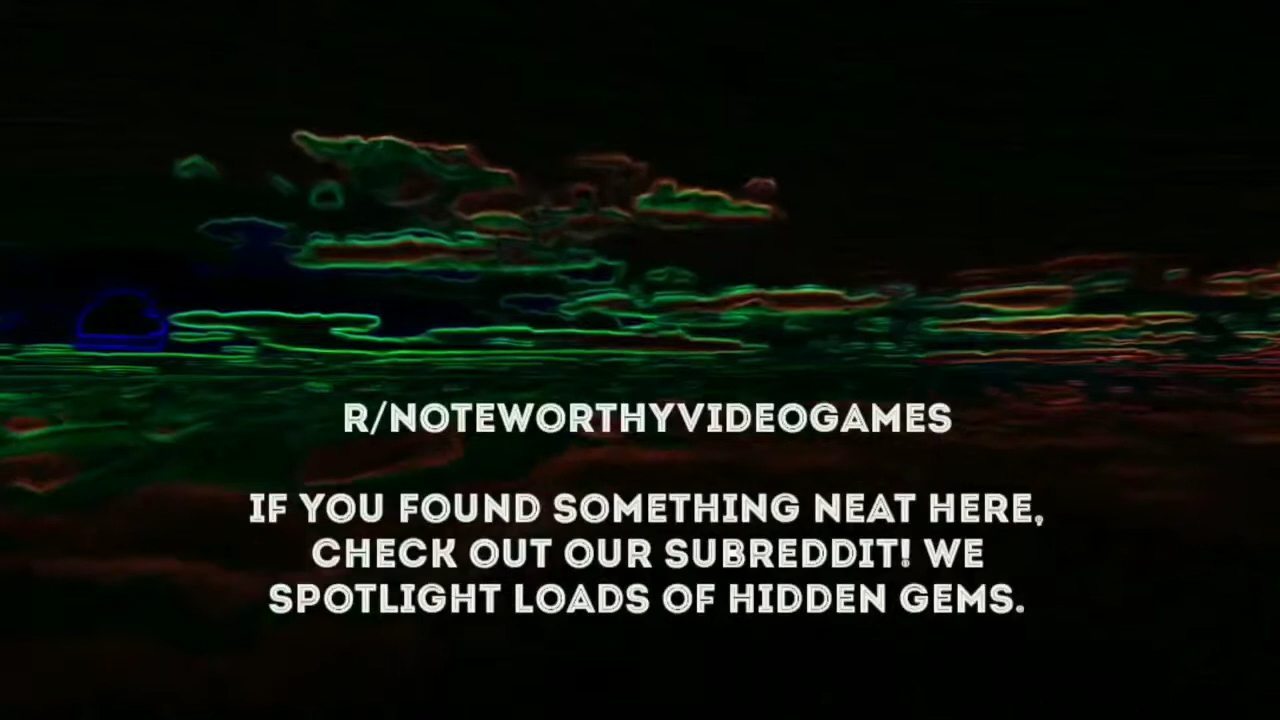 R/NOTEWORTHYVIDEOGAMES
IF YOU FOUND SOMETHING NEAT HERE,
CHECK OUT OUR SUBREDDIT! WE
SPOTLIGHT LOADS OF HIDDEN GEMS.